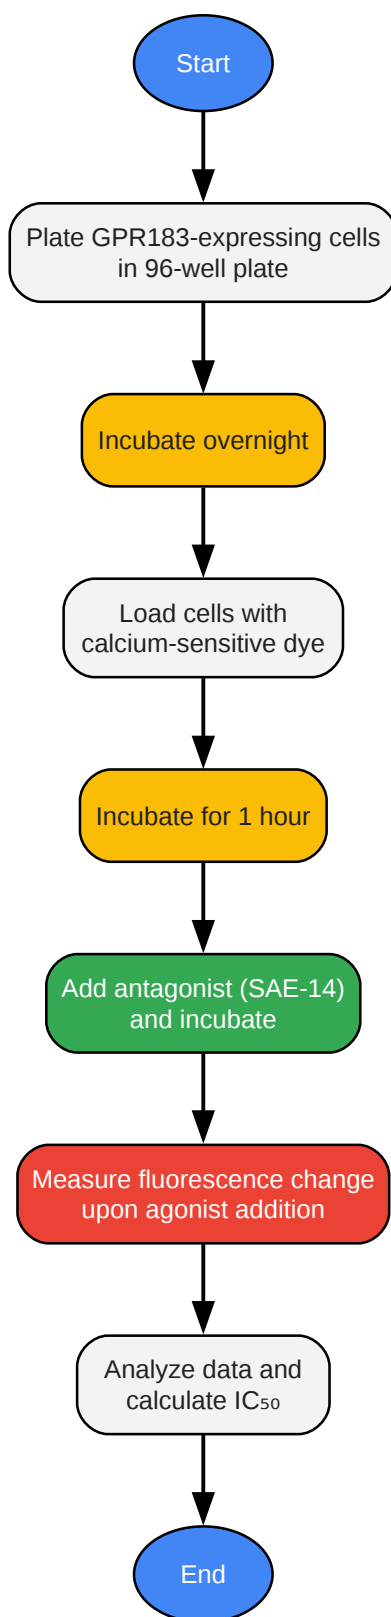 Start
Plate GPR183-expressing cells
in 96-well plate
Incubate overnight
Load cells with
calcium-sensitive dye
Incubate for 1 hour
Add antagonist (SAE-14)
and incubate
Measure fluorescence change
upon agonist addition
Analyze data and
calculate IC₅₀
End